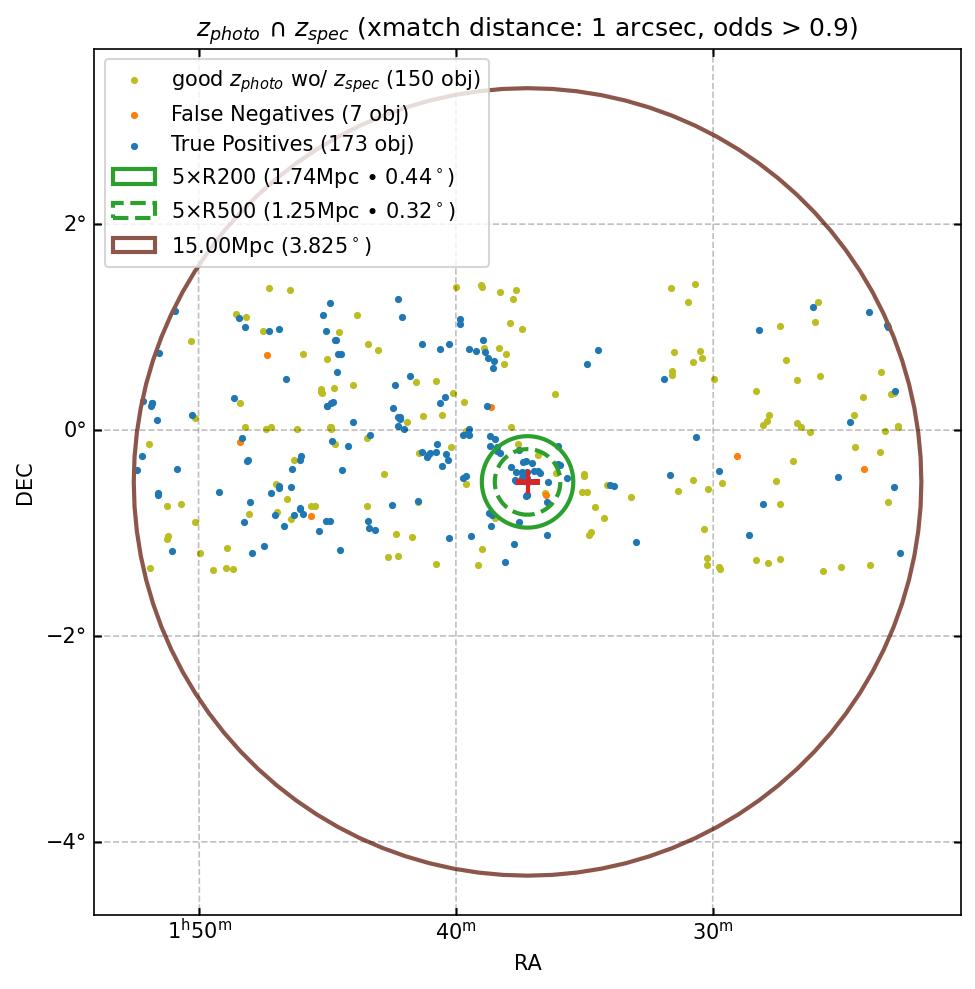 z_photo ∩ z_spec (xmatch distance: 1 arcsec, odds > 0.9)
good z_photo wo/ z_spec (150 obj)
False Negatives (7 obj)
True Positives (173 obj)
5×R200 (1.74Mpc • 0.44°)
5×R500 (1.25Mpc • 0.32°)
15.00Mpc (3.825°)
2°
0°
−2°
−4°
DEC
1ʰ50ᵐ 40ᵐ 30ᵐ
RA